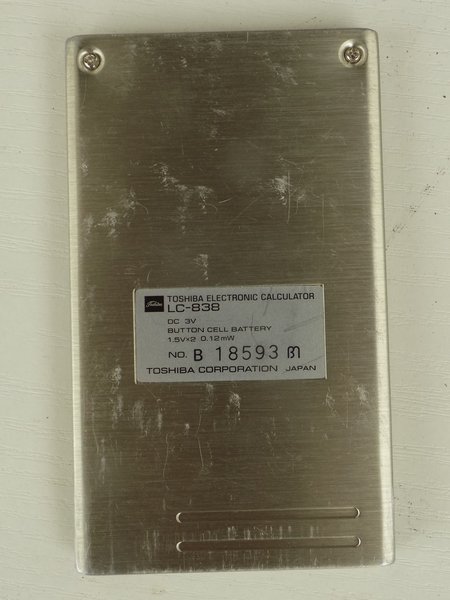 Toshiba
TOSHIBA ELECTRONIC CALCULATOR
LC-838
DC 3V
BUTTON CELL BATTERY
1.5V×2 0.12mW
NO. B 18593 m
TOSHIBA CORPORATION JAPAN